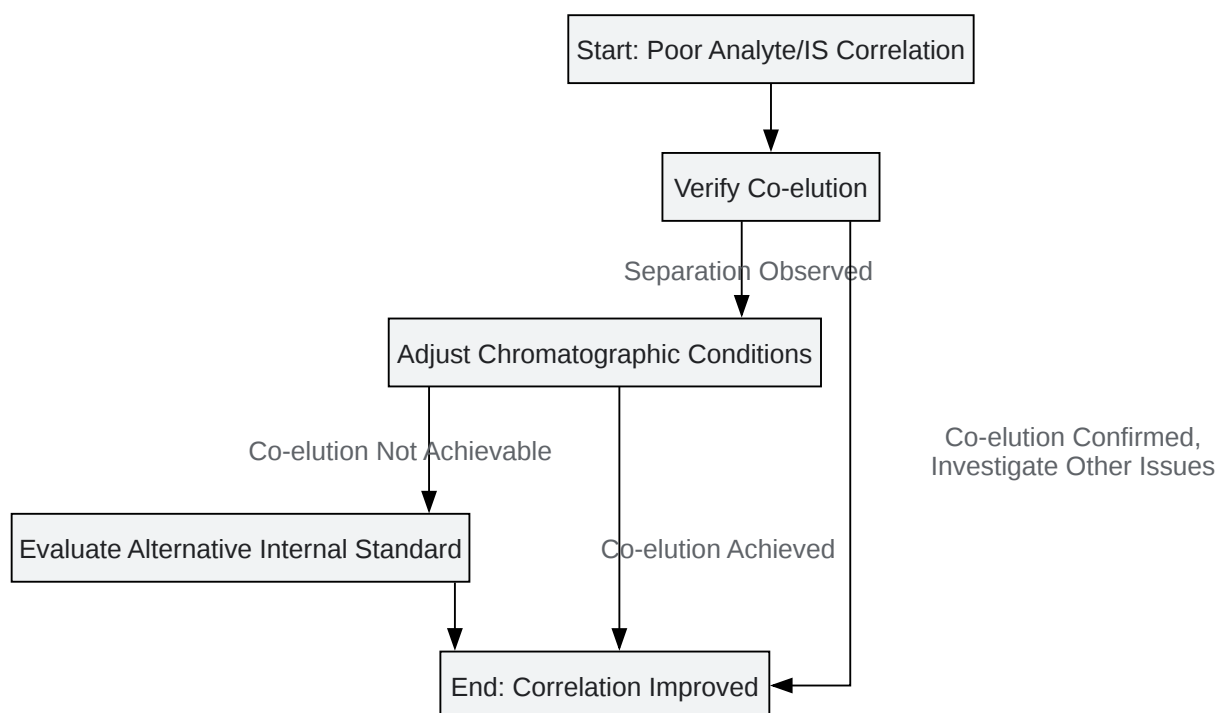 Start: Poor Analyte/IS Correlation
Verify Co-elution
Separation Observed
Adjust Chromatographic Conditions
Co-elution Not Achievable
Co-elution Confirmed,
Investigate Other Issues
Evaluate Alternative Internal Standard
Co-elution Achieved
End: Correlation Improved